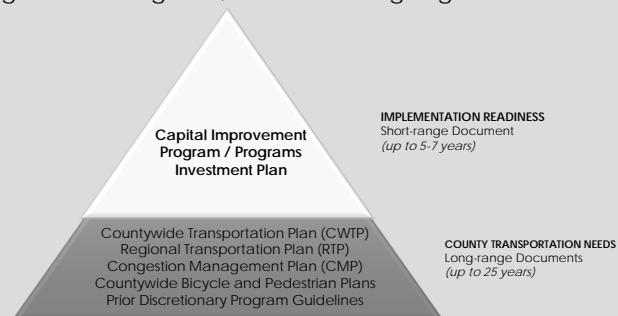 Capital Improvement
Program / Programs
Investment Plan
IMPLEMENTATION READINESS
Short-range Document
(up to 5-7 years)
Countywide Transportation Plan (CWTP)
Regional Transportation Plan (RTP)
Congestion Management Plan (CMP)
Countywide Bicycle and Pedestrian Plans
Prior Discretionary Program Guidelines
COUNTY TRANSPORTATION NEEDS
Long-range Documents
(up to 25 years)